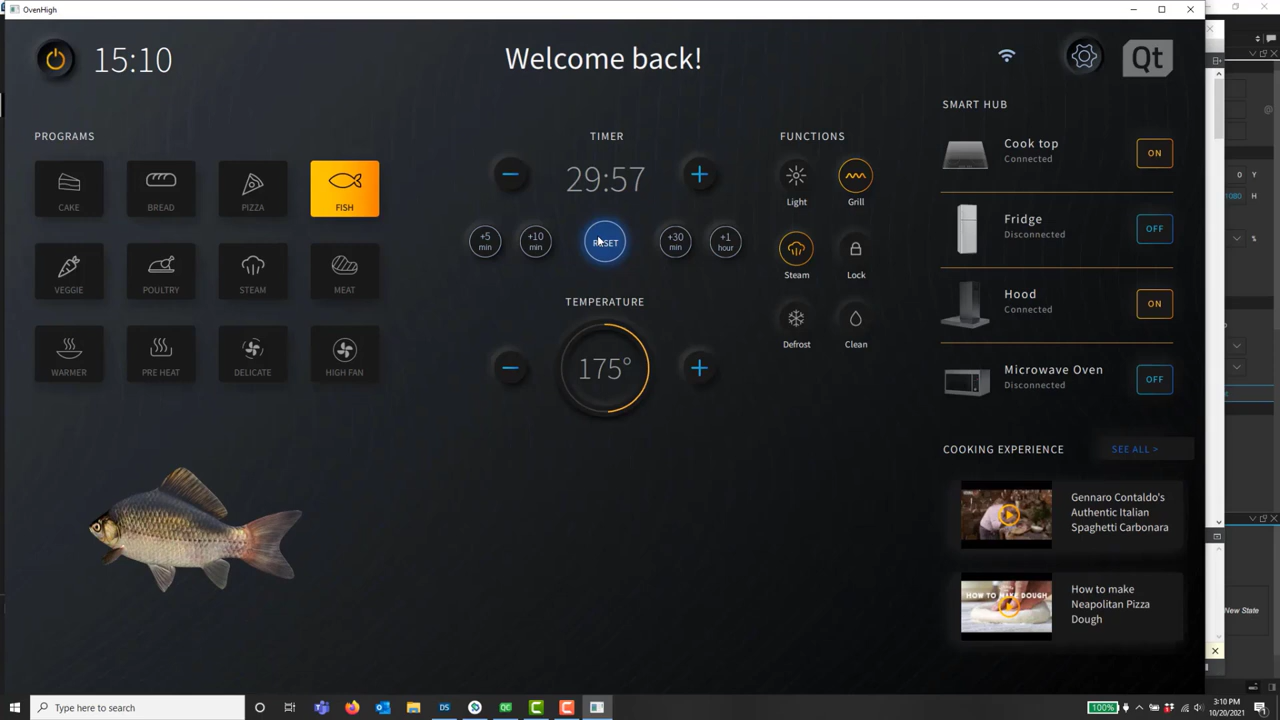 OvenHigh
15:10
Welcome back!
Qt
PROGRAMS
CAKE
BREAD
PIZZA
FISH
VEGGIE
POULTRY
STEAM
MEAT
WARMER
PRE HEAT
DELICATE
HIGH FAN
TIMER
29:57
+5
min
+10
min
RESET
+30
min
+1
hour
TEMPERATURE
175°
FUNCTIONS
Light
Grill
Steam
Lock
Defrost
Clean
SMART HUB
Cook top
Connected
ON
Fridge
Disconnected
OFF
Hood
Connected
ON
Microwave Oven
Disconnected
OFF
COOKING EXPERIENCE
SEE ALL >
Gennaro Contaldo's
Authentic Italian
Spaghetti Carbonara
HOW TO MAKE DOUGH
How to make
Neapolitan Pizza
Dough
0 Y
H
%
New State
Type here to search
DS
QC
C
C
100%
3:10 PM
10/20/2021